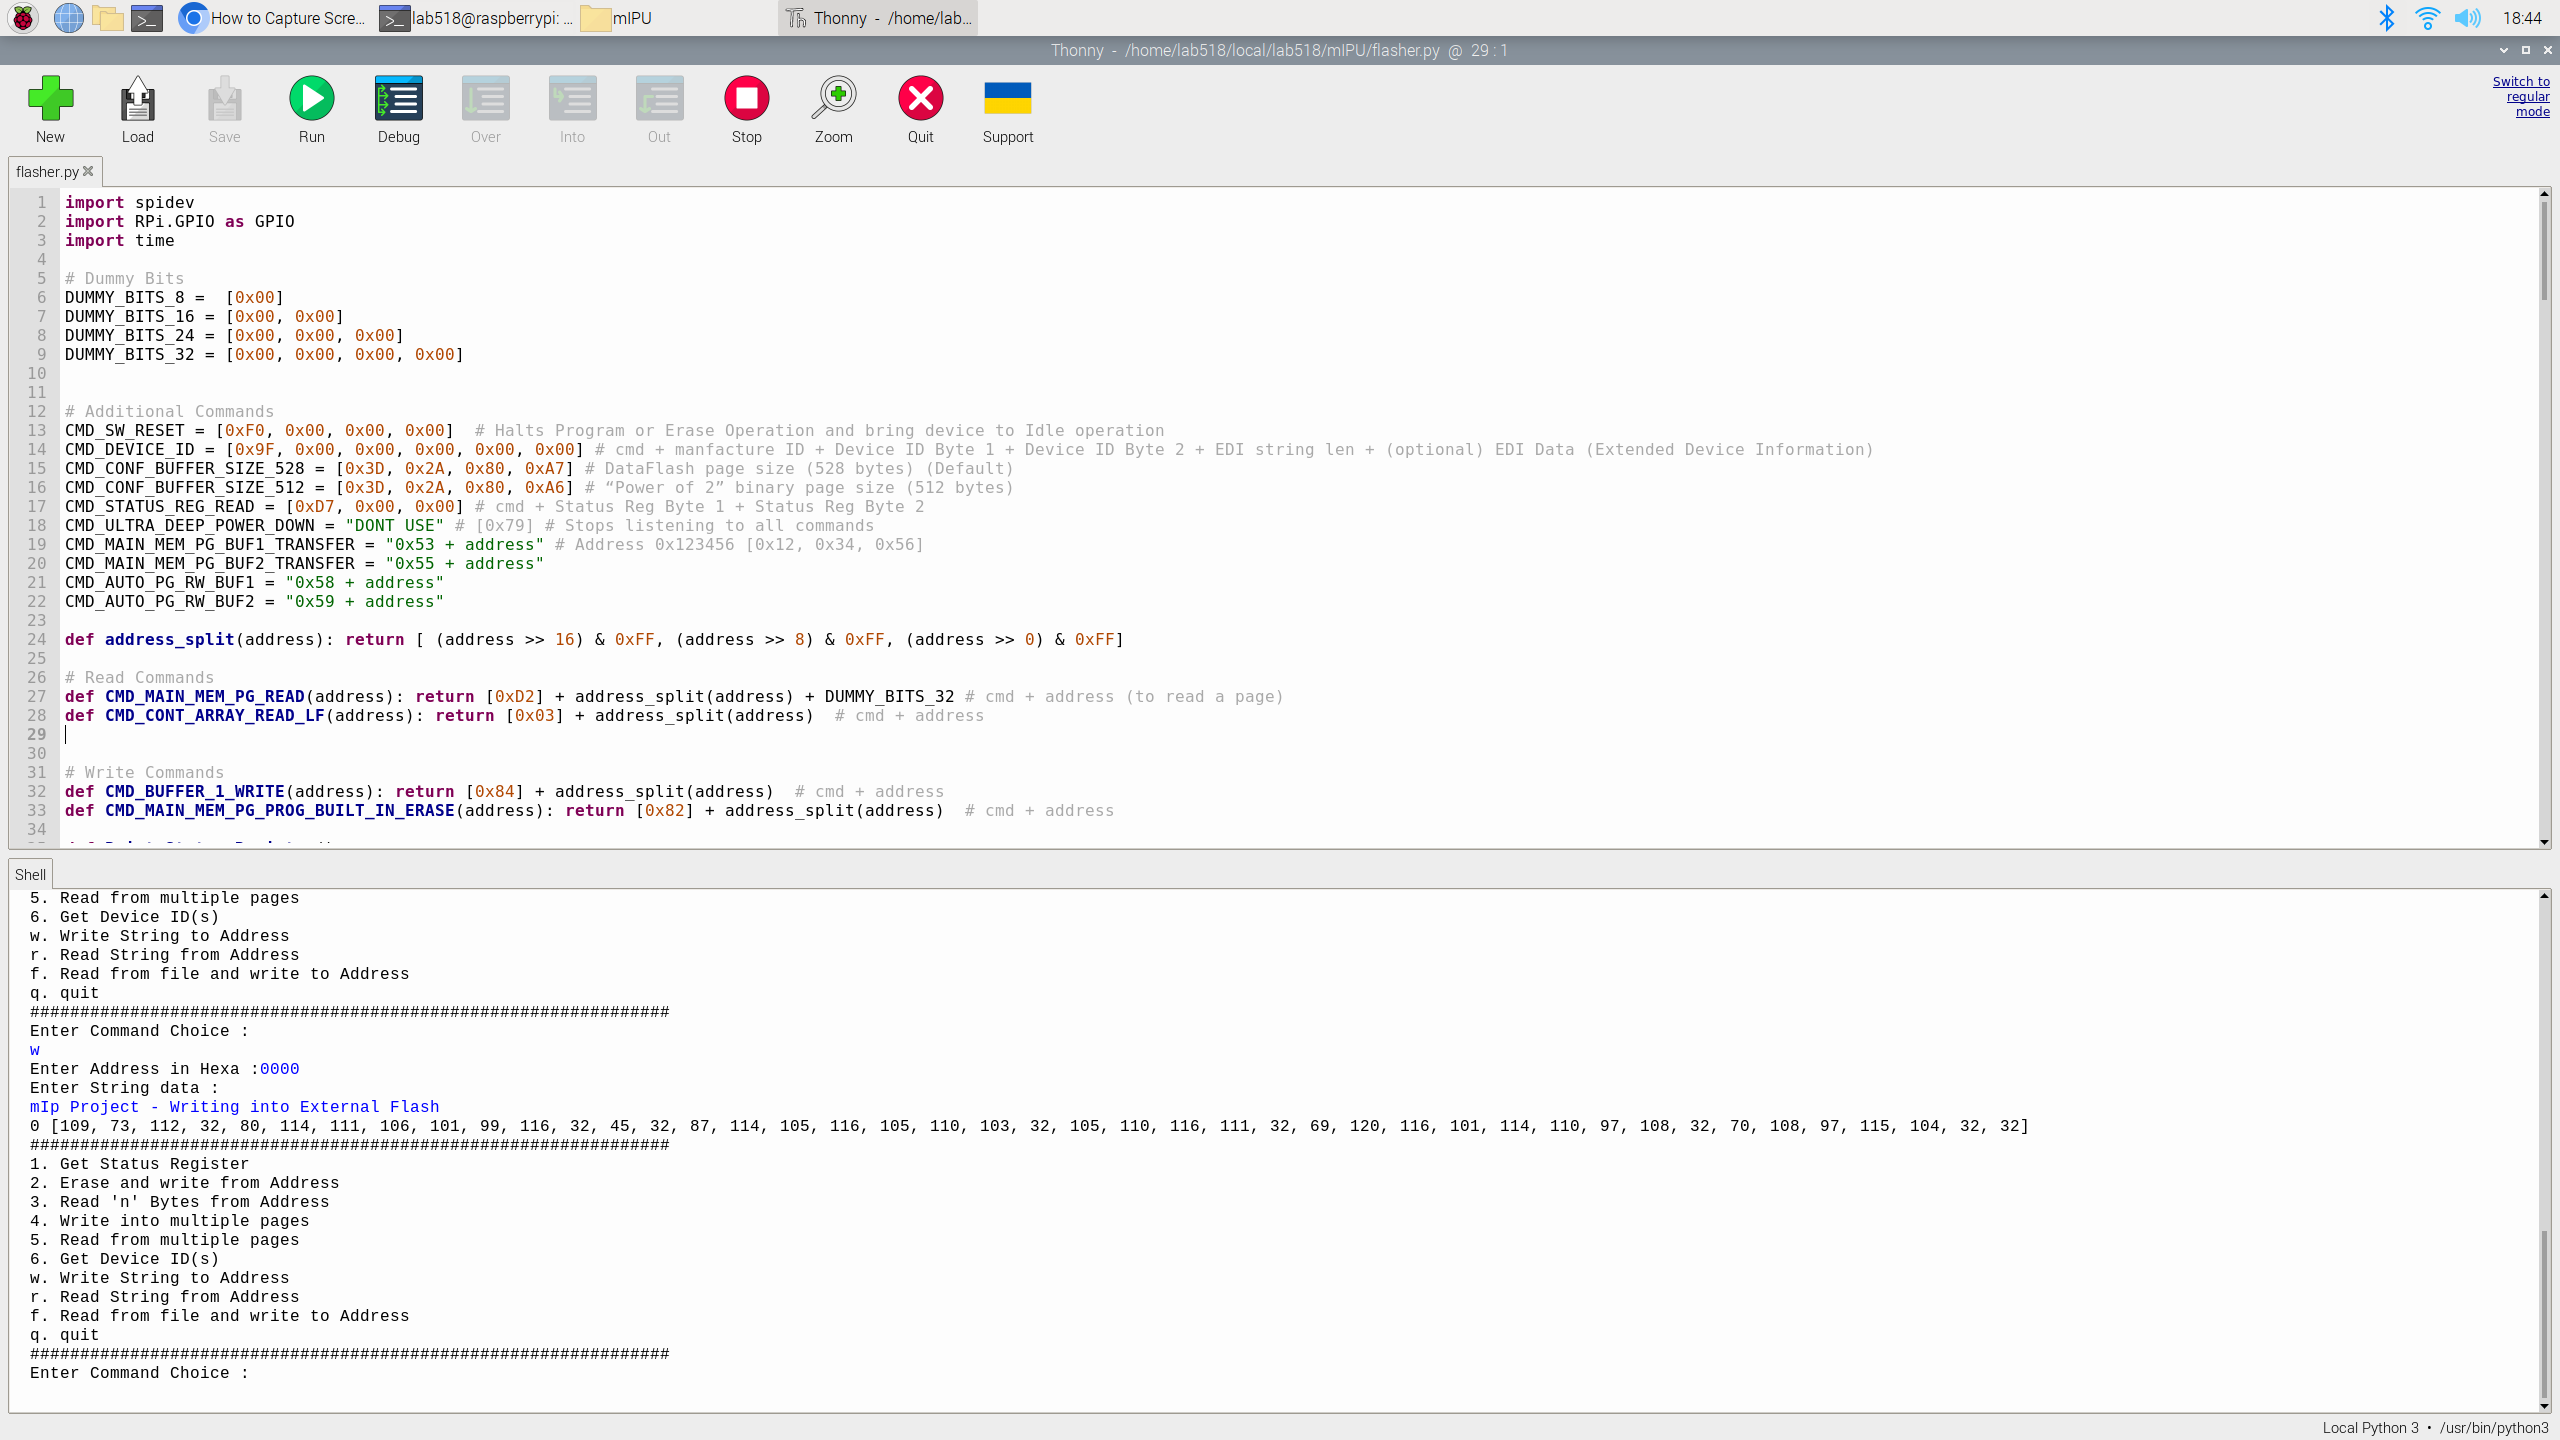 How to Capture Scre...
lab518@raspberrypi: ...
mIPU
Thonny - /home/lab...
18:44
Thonny - /home/lab518/local/lab518/mIPU/flasher.py @ 29 : 1
New
Load
Save
Run
Debug
Over
Into
Out
Stop
Zoom
Quit
Support
Switch to
regular
mode
flasher.py
1 import spidev
2 import RPi.GPIO as GPIO
3 import time
4
5 # Dummy Bits
6 DUMMY_BITS_8 =  [0x00]
7 DUMMY_BITS_16 = [0x00, 0x00]
8 DUMMY_BITS_24 = [0x00, 0x00, 0x00]
9 DUMMY_BITS_32 = [0x00, 0x00, 0x00, 0x00]
10
11
12 # Additional Commands
13 CMD_SW_RESET = [0xF0, 0x00, 0x00, 0x00]  # Halts Program or Erase Operation and bring device to Idle operation
14 CMD_DEVICE_ID = [0x9F, 0x00, 0x00, 0x00, 0x00, 0x00] # cmd + manfacture ID + Device ID Byte 1 + Device ID Byte 2 + EDI string len + (optional) EDI Data (Extended Device Information)
15 CMD_CONF_BUFFER_SIZE_528 = [0x3D, 0x2A, 0x80, 0xA7] # DataFlash page size (528 bytes) (Default)
16 CMD_CONF_BUFFER_SIZE_512 = [0x3D, 0x2A, 0x80, 0xA6] # “Power of 2” binary page size (512 bytes)
17 CMD_STATUS_REG_READ = [0xD7, 0x00, 0x00] # cmd + Status Reg Byte 1 + Status Reg Byte 2
18 CMD_ULTRA_DEEP_POWER_DOWN = "DONT USE" # [0x79] # Stops listening to all commands
19 CMD_MAIN_MEM_PG_BUF1_TRANSFER = "0x53 + address" # Address 0x123456 [0x12, 0x34, 0x56]
20 CMD_MAIN_MEM_PG_BUF2_TRANSFER = "0x55 + address"
21 CMD_AUTO_PG_RW_BUF1 = "0x58 + address"
22 CMD_AUTO_PG_RW_BUF2 = "0x59 + address"
23
24 def address_split(address): return [ (address >> 16) & 0xFF, (address >> 8) & 0xFF, (address >> 0) & 0xFF]
25
26 # Read Commands
27 def CMD_MAIN_MEM_PG_READ(address): return [0xD2] + address_split(address) + DUMMY_BITS_32 # cmd + address (to read a page)
28 def CMD_CONT_ARRAY_READ_LF(address): return [0x03] + address_split(address)  # cmd + address
29
30
31 # Write Commands
32 def CMD_BUFFER_1_WRITE(address): return [0x84] + address_split(address)  # cmd + address
33 def CMD_MAIN_MEM_PG_PROG_BUILT_IN_ERASE(address): return [0x82] + address_split(address)  # cmd + address
34
Shell
5. Read from multiple pages
6. Get Device ID(s)
w. Write String to Address
r. Read String from Address
f. Read from file and write to Address
q. quit
################################################################
Enter Command Choice :
w
Enter Address in Hexa :0000
Enter String data :
mIp Project - Writing into External Flash
0 [109, 73, 112, 32, 80, 114, 111, 106, 101, 99, 116, 32, 45, 32, 87, 114, 105, 116, 105, 110, 103, 32, 105, 110, 116, 111, 32, 69, 120, 116, 101, 114, 110, 97, 108, 32, 70, 108, 97, 115, 104, 32, 32]
################################################################
1. Get Status Register
2. Erase and write from Address
3. Read 'n' Bytes from Address
4. Write into multiple pages
5. Read from multiple pages
6. Get Device ID(s)
w. Write String to Address
r. Read String from Address
f. Read from file and write to Address
q. quit
################################################################
Enter Command Choice :
Local Python 3 • /usr/bin/python3